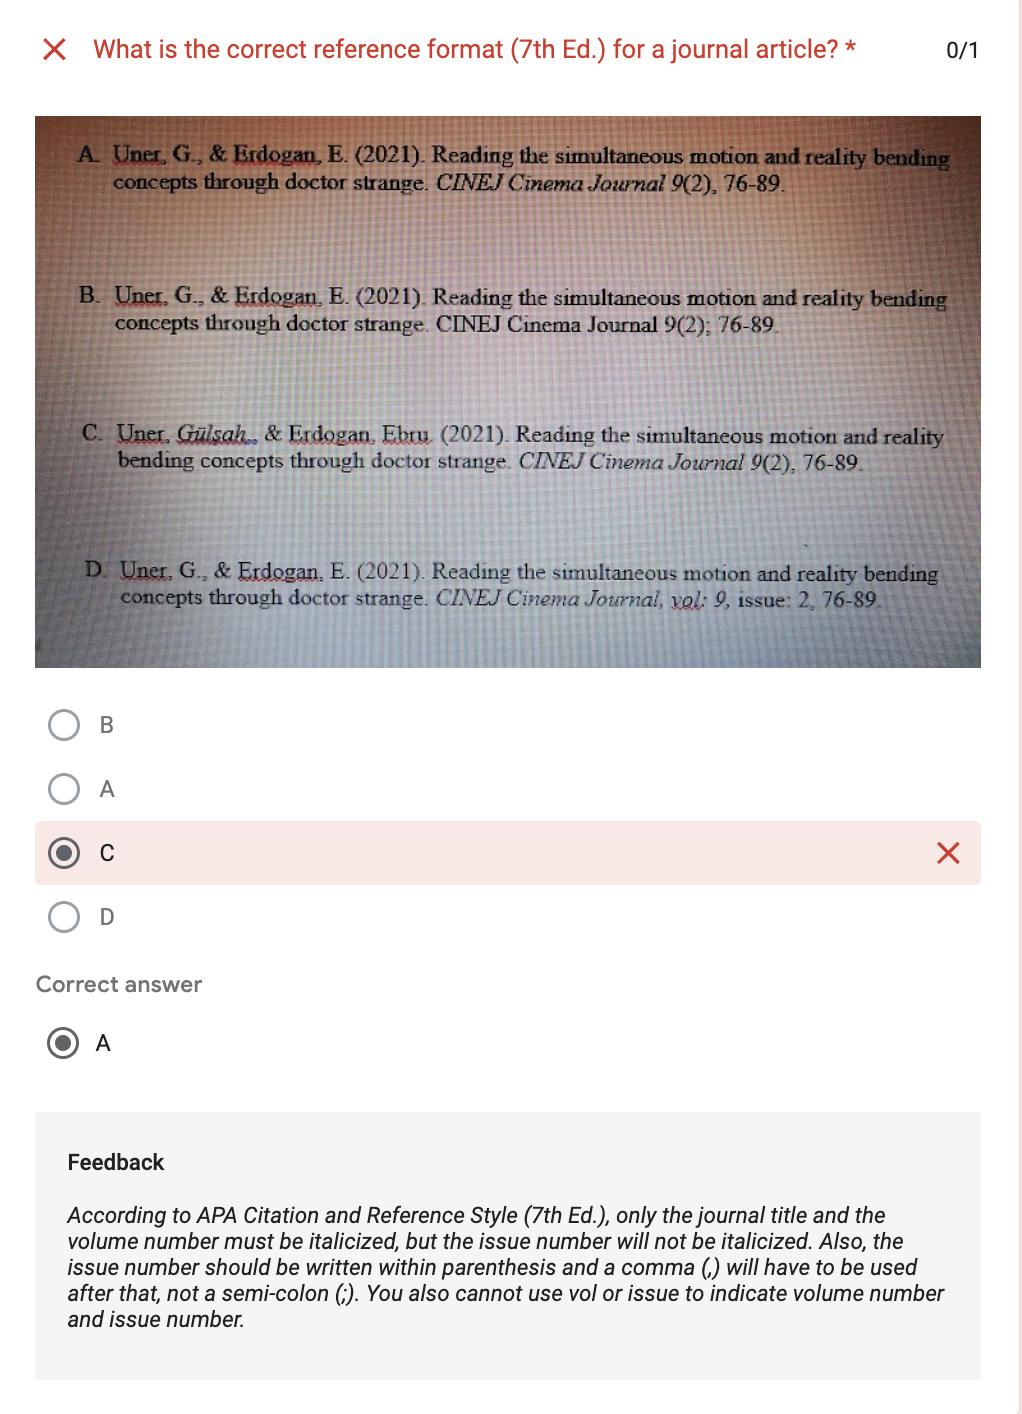 What is the correct reference format (7th Ed.) for a journal article? *
0/1
A. Uner, G., & Erdogan, E. (2021). Reading the simultaneous motion and reality bending
concepts through doctor strange. CINEJ Cinema Journal 9(2), 76-89.
B. Uner, G., & Erdogan, E. (2021). Reading the simultaneous motion and reality bending
concepts through doctor strange. CINEJ Cinema Journal 9(2); 76-89.
C. Uner, Gülsah., & Erdogan, Ebru. (2021). Reading the simultaneous motion and reality
bending concepts through doctor strange. CINEJ Cinema Journal 9(2), 76-89.
D. Uner, G., & Erdogan, E. (2021). Reading the simultaneous motion and reality bending
concepts through doctor strange. CINEJ Cinema Journal, vol: 9, issue: 2, 76-89.
B
A
C
D
Correct answer
A
Feedback
According to APA Citation and Reference Style (7th Ed.), only the journal title and the
volume number must be italicized, but the issue number will not be italicized. Also, the
issue number should be written within parenthesis and a comma (,) will have to be used
after that, not a semi-colon (;). You also cannot use vol or issue to indicate volume number
and issue number.